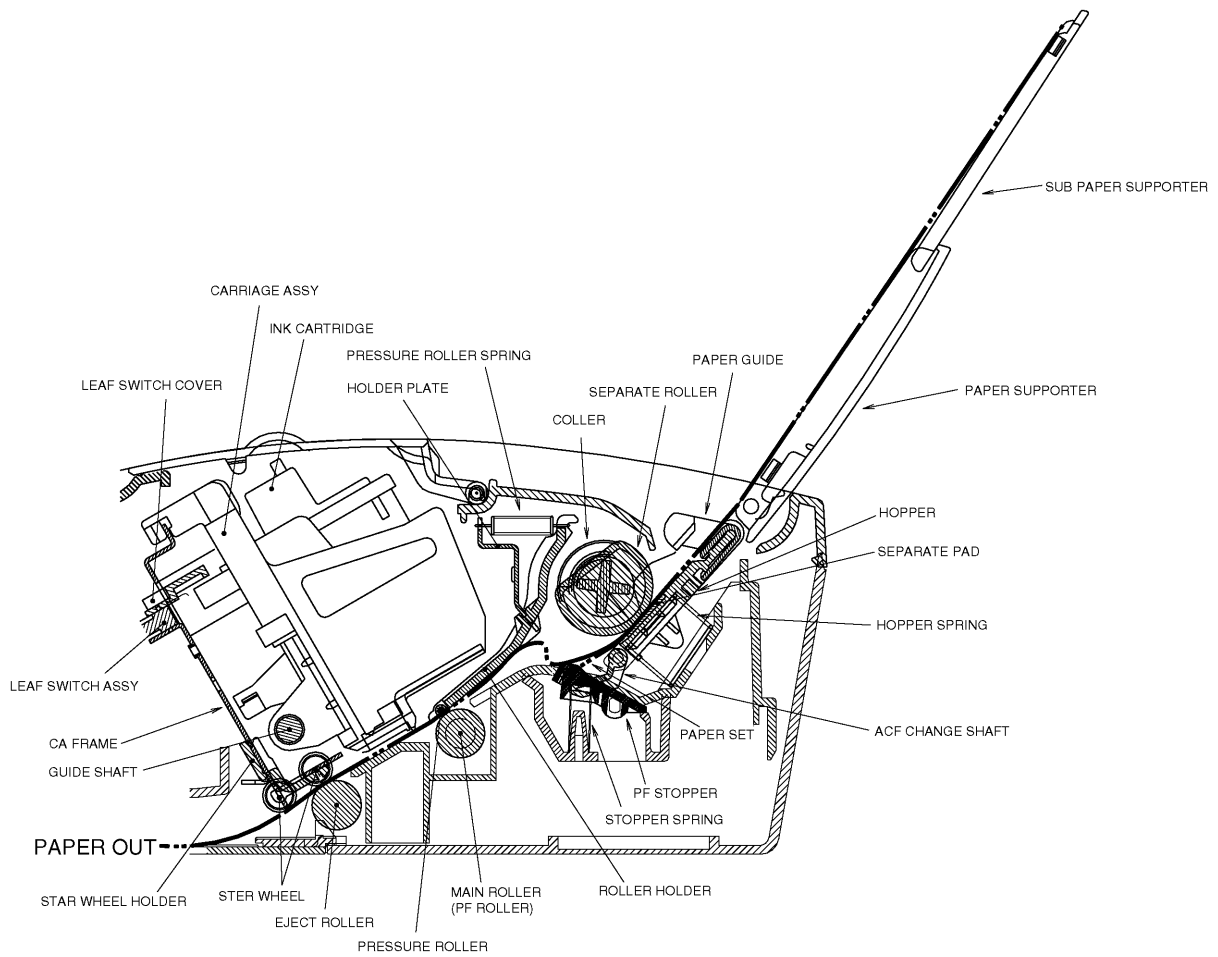 SUB PAPER SUPPORTER
CARRIAGE ASSY
INK CARTRIDGE
PRESSURE ROLLER SPRING
PAPER GUIDE
LEAF SWITCH COVER
HOLDER PLATE
SEPARATE ROLLER
PAPER SUPPORTER
COLLER
HOPPER
SEPARATE PAD
HOPPER SPRING
LEAF SWITCH ASSY
ACF CHANGE SHAFT
PAPER SET
CA FRAME
GUIDE SHAFT
PF STOPPER
STOPPER SPRING
PAPER OUT
STAR WHEEL HOLDER
STER WHEEL
EJECT ROLLER
MAIN ROLLER
(PF ROLLER)
ROLLER HOLDER
PRESSURE ROLLER